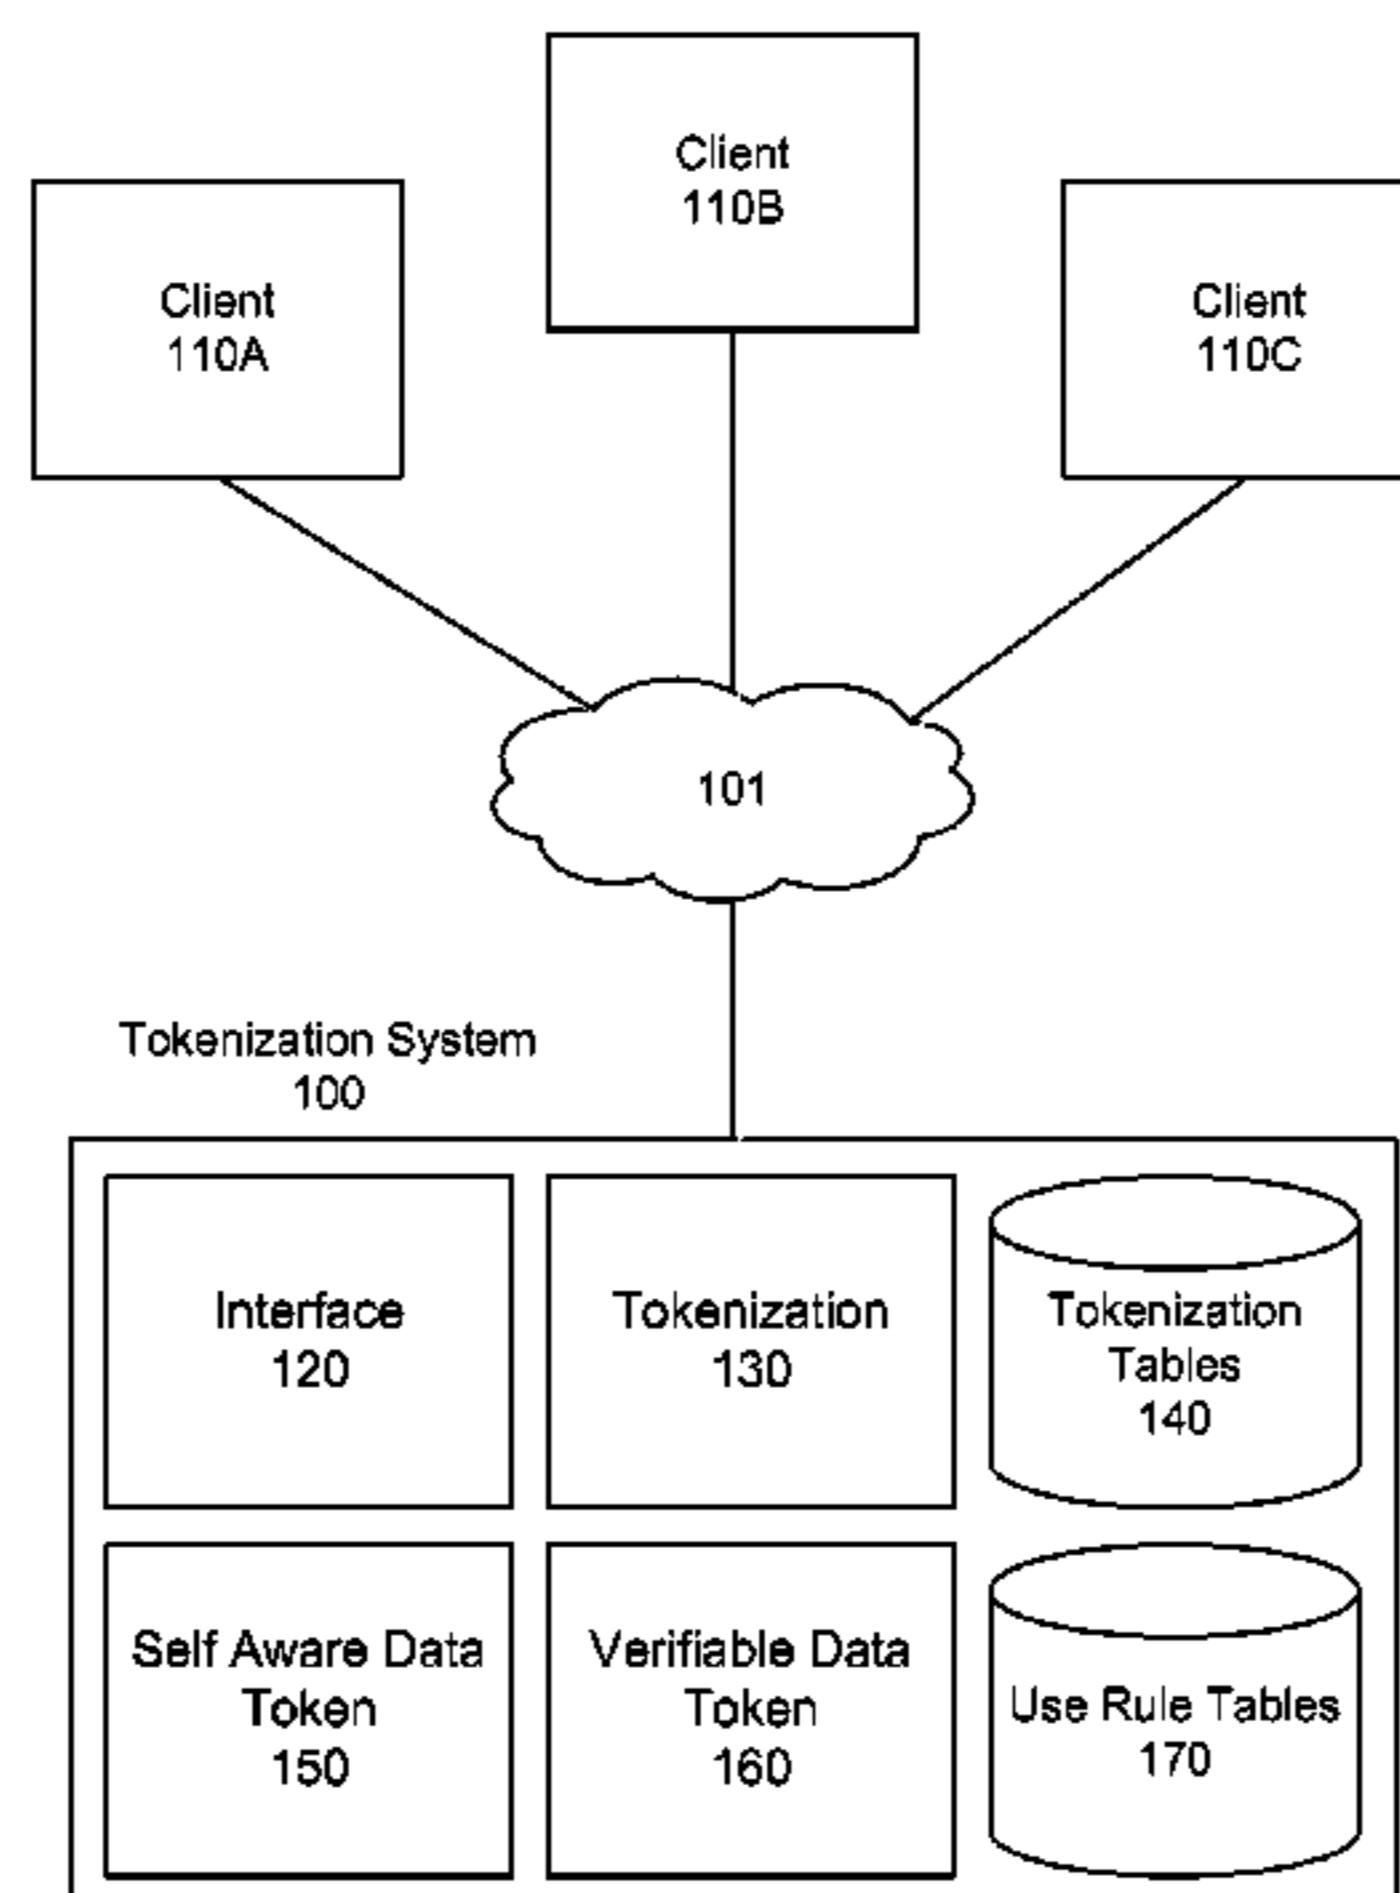 Client
110B
Client
110A
Client
110C
101
Tokenization System
100
Interface
120
Tokenization
130
Tokenization
Tables
140
Self Aware Data
Token
150
Verifiable Data
Token
160
Use Rule Tables
170